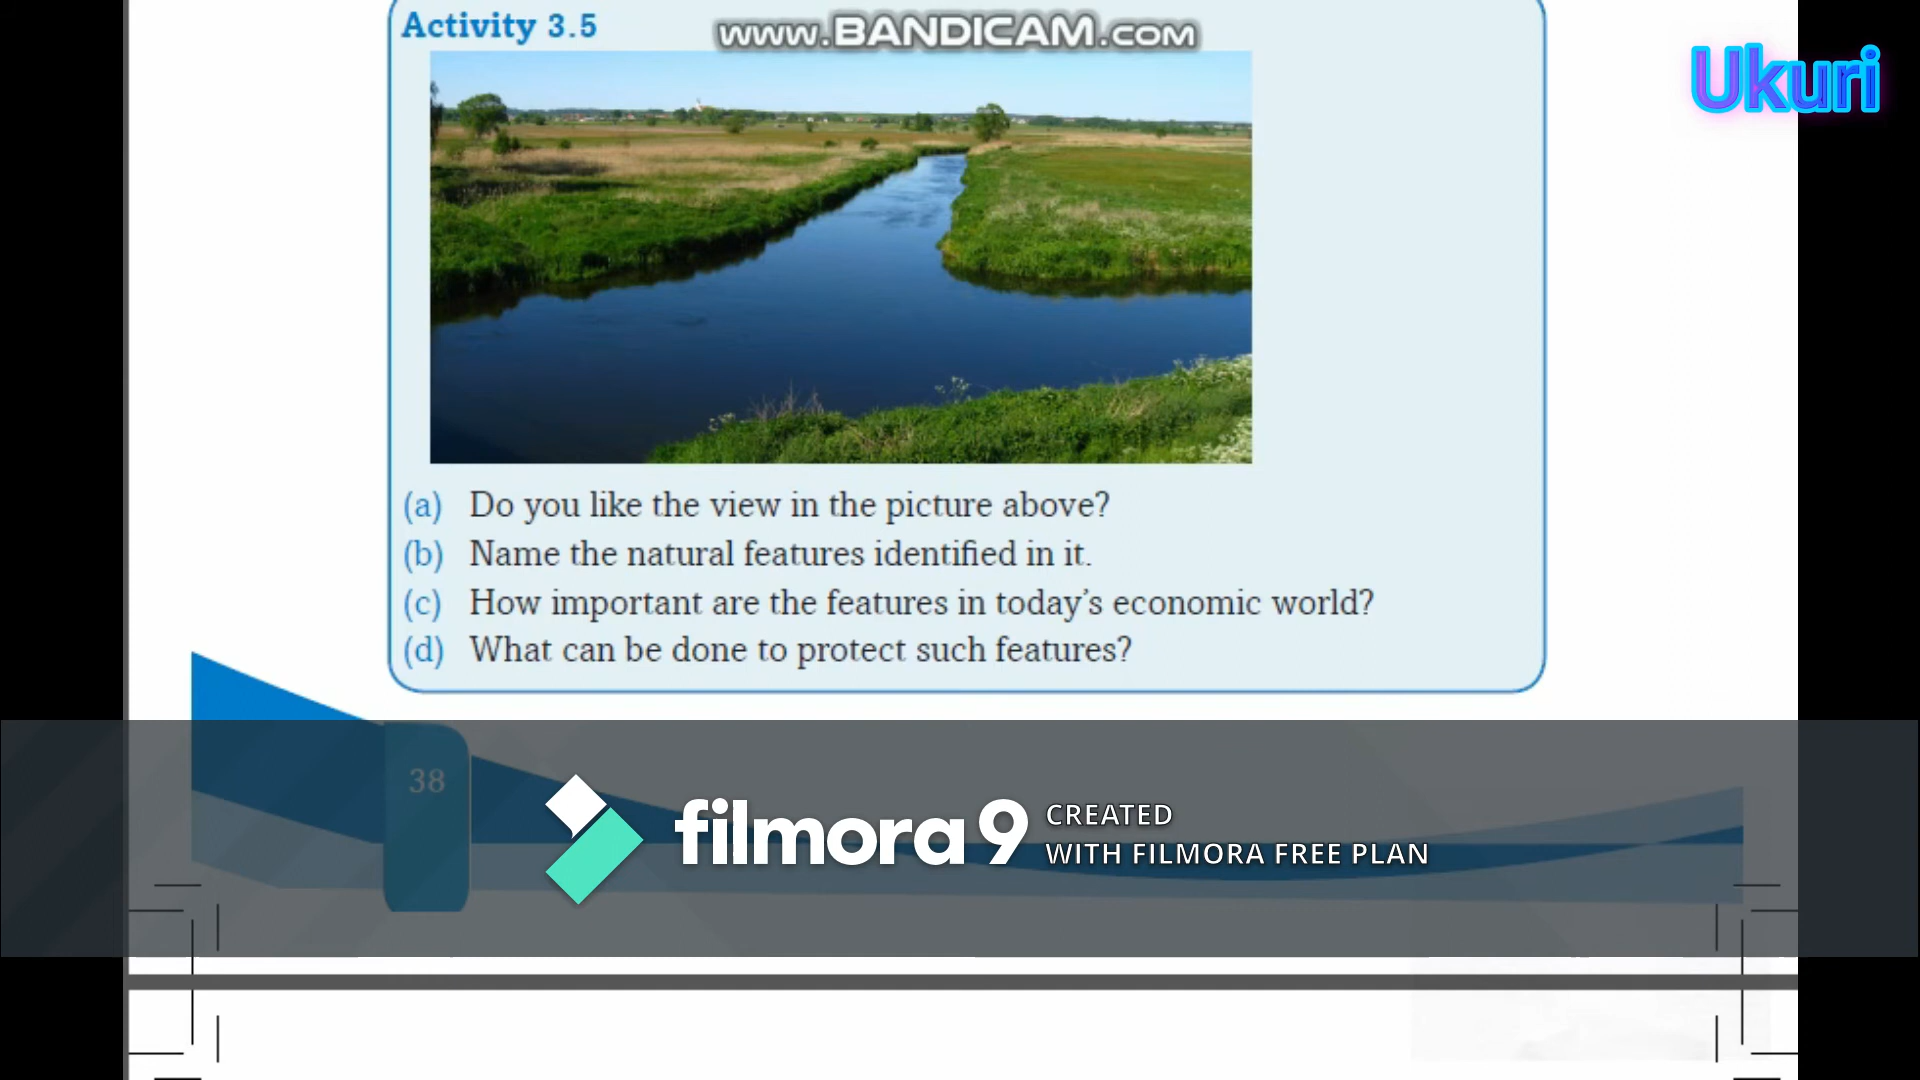 Activity 3.5
www.BANDICAM.com
Ukuri
(a) Do you like the view in the picture above?
(b) Name the natural features identified in it.
(c) How important are the features in today's economic world?
(d) What can be done to protect such features?
38
filmora9
CREATED
WITH FILMORA FREE PLAN